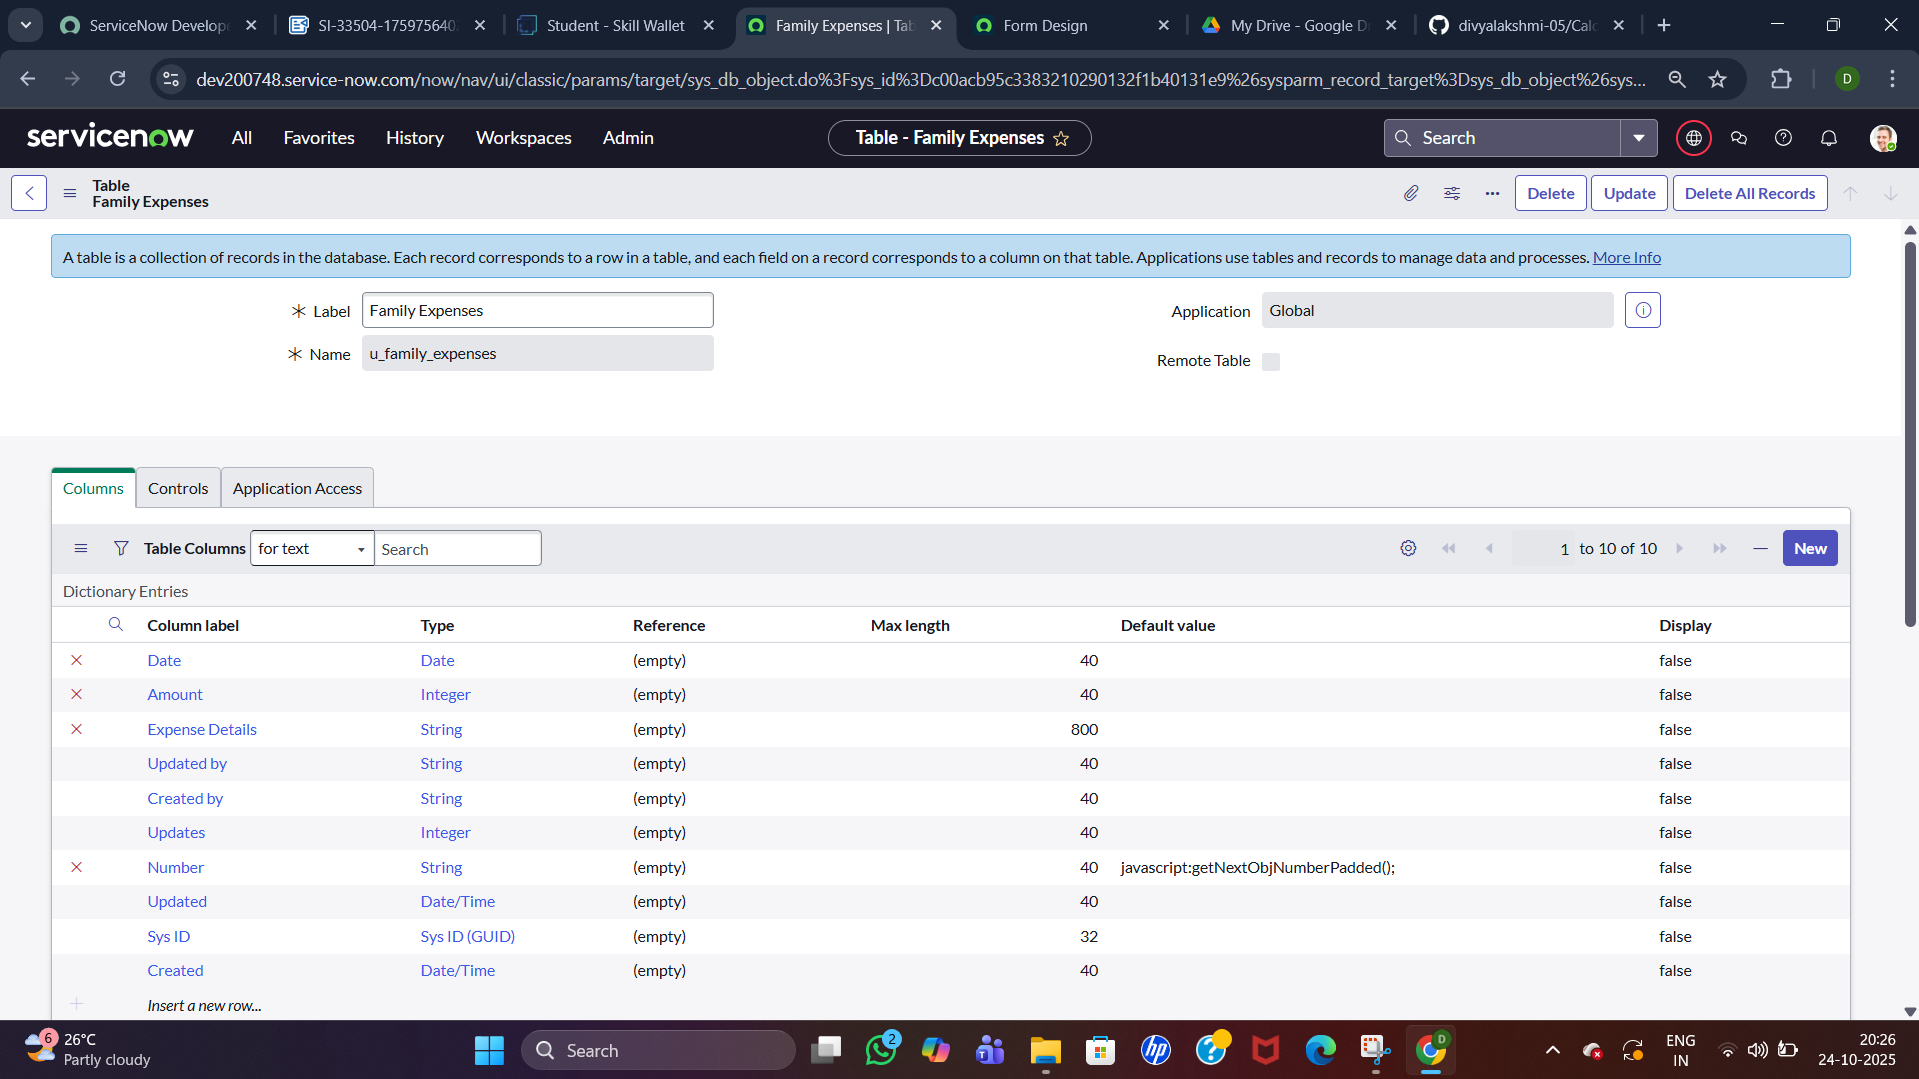 ServiceNow Develope
SI-33504-175975640
Student - Skill Wallet
Family Expenses | Tab
Form Design
My Drive - Google Dr
divyalakshmi-05/Calc
dev200748.service-now.com/now/nav/ui/classic/params/target/sys_db_object.do%3Fsys_id%3Dc00acb95c3383210290132f1b40131e9%26sysparm_record_target%3Dsys_db_object%26sys...
D
servicenow
All Favorites History Workspaces Admin
Table - Family Expenses
Search
Table
Family Expenses
Delete Update Delete All Records
A table is a collection of records in the database. Each record corresponds to a row in a table, and each field on a record corresponds to a column on that table. Applications use tables and records to manage data and processes. More Info
Label Family Expenses
Application Global
Name u_family_expenses
Remote Table
Columns Controls Application Access
Table Columns for text Search
1 to 10 of 10 New
Dictionary Entries
Column label Type Reference Max length Default value Display
Date Date (empty) 40 false
Amount Integer (empty) 40 false
Expense Details String (empty) 800 false
Updated by String (empty) 40 false
Created by String (empty) 40 false
Updates Integer (empty) 40 false
Number String (empty) 40 javascript:getNextObjNumberPadded(); false
Updated Date/Time (empty) 40 false
Sys ID Sys ID (GUID) (empty) 32 false
Created Date/Time (empty) 40 false
Insert a new row...
6
26°C
Partly cloudy
Search
2
hp
D
ENG
IN
20:26
24-10-2025